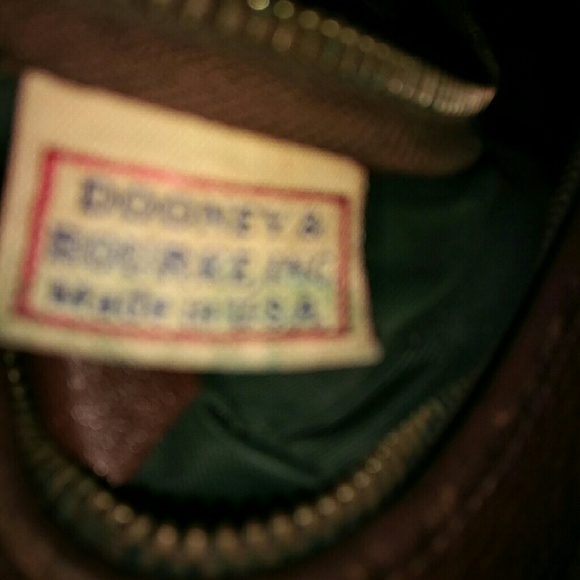 DOONEY &
BOURKE, INC.
Made in U.S.A.